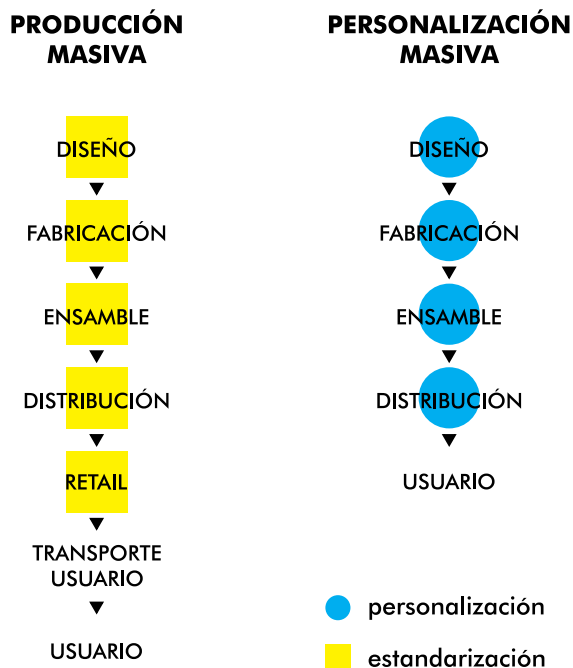 PRODUCCIÓN
MASIVA
DISEÑO
FABRICACIÓN
ENSAMBLE
DISTRIBUCIÓN
RETAIL
TRANSPORTE
USUARIO
USUARIO
PERSONALIZACIÓN
MASIVA
DISEÑO
FABRICACIÓN
ENSAMBLE
DISTRIBUCIÓN
USUARIO
personalización
estandarización